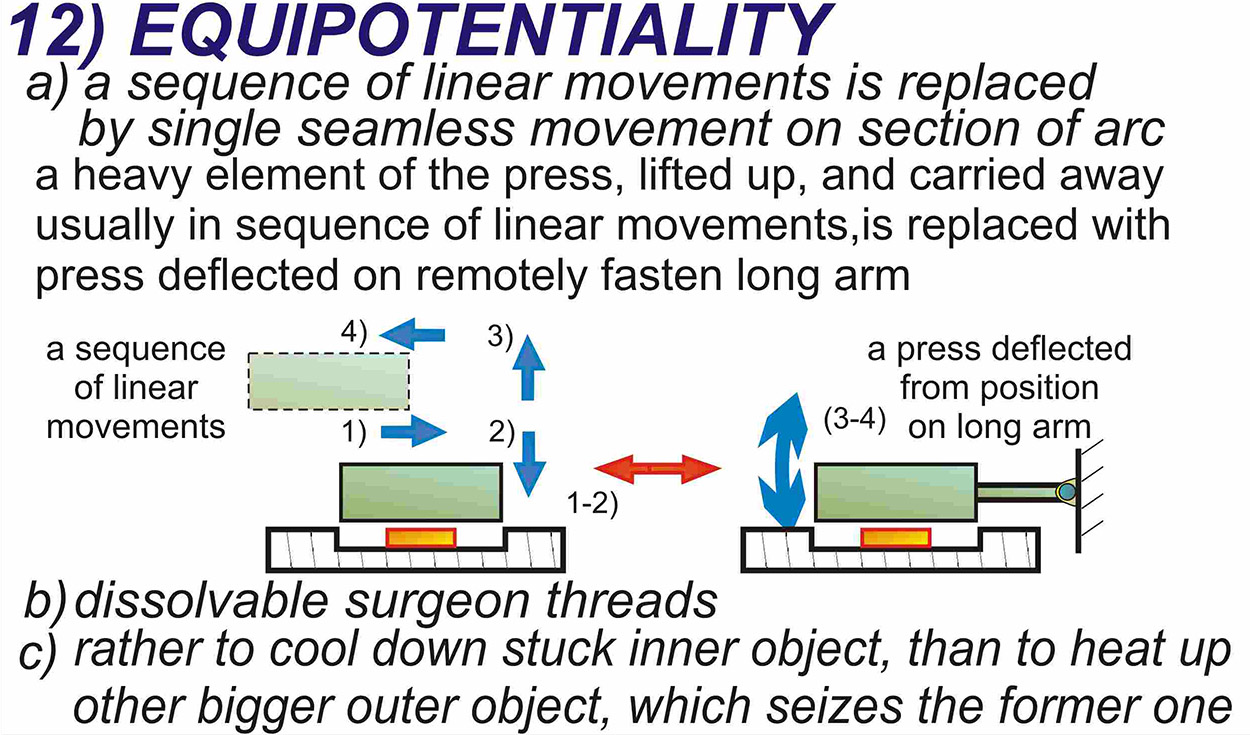 12) EQUIPOTENTIALITY
a) a sequence of linear movements is replaced
by single seamless movement on section of arc
a heavy element of the press, lifted up, and carried away
usually in sequence of linear movements,is replaced with
press deflected on remotely fasten long arm
a sequence
of linear
movements
4)
3)
1)
2)
1-2)
(3-4)
a press deflected
from position
on long arm
b) dissolvable surgeon threads
c) rather to cool down stuck inner object, than to heat up
other bigger outer object, which seizes the former one